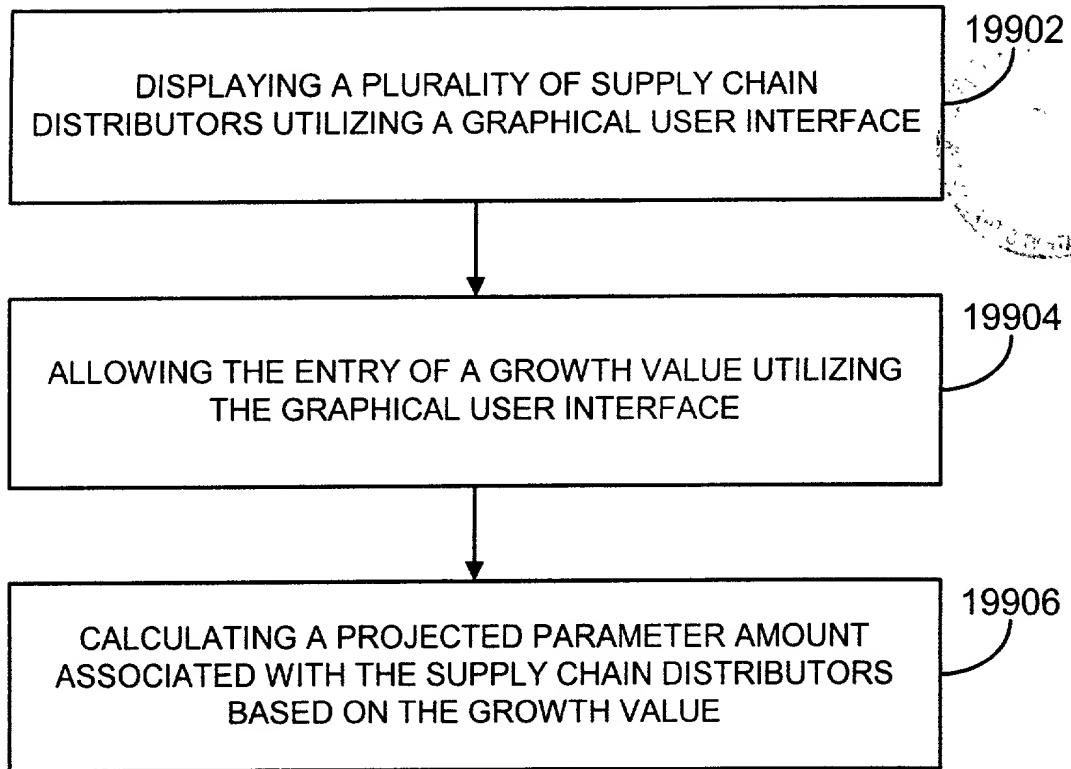 19902
DISPLAYING A PLURALITY OF SUPPLY CHAIN
DISTRIBUTORS UTILIZING A GRAPHICAL USER INTERFACE
19904
ALLOWING THE ENTRY OF A GROWTH VALUE UTILIZING
THE GRAPHICAL USER INTERFACE
19906
CALCULATING A PROJECTED PARAMETER AMOUNT
ASSOCIATED WITH THE SUPPLY CHAIN DISTRIBUTORS
BASED ON THE GROWTH VALUE